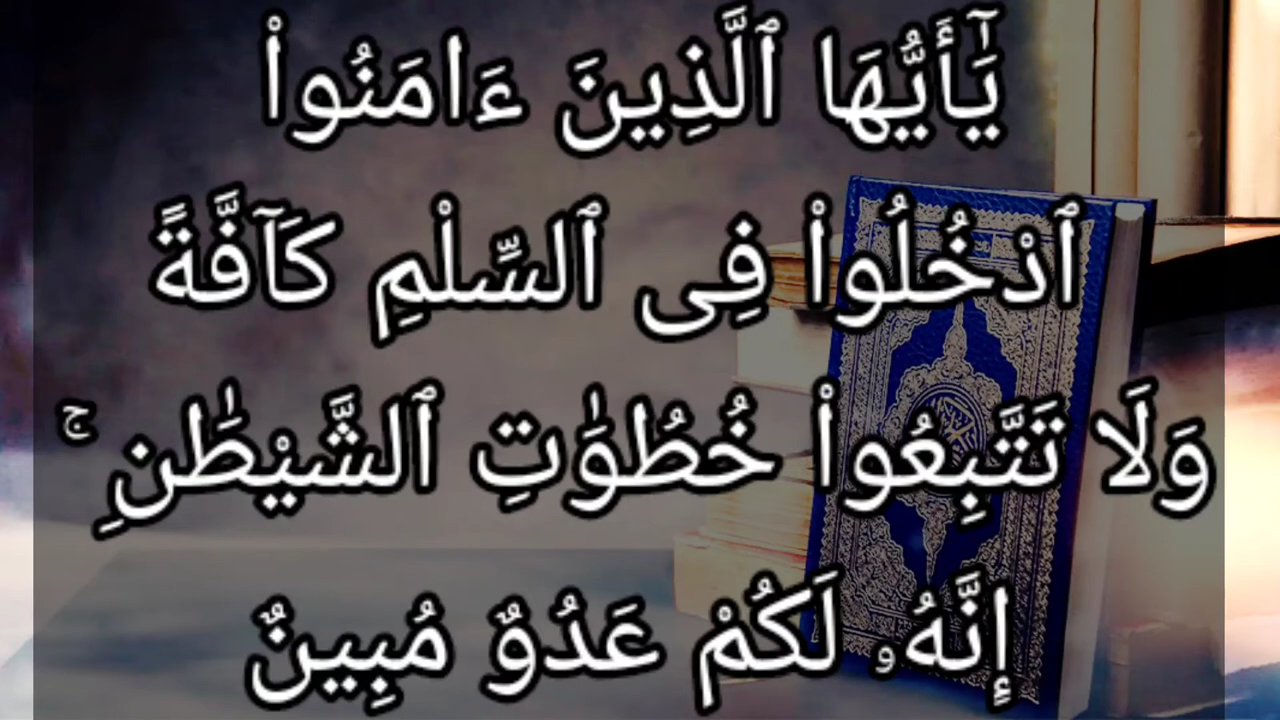 يَٰٓأَيُّهَا ٱلَّذِينَ ءَامَنُوا۟
ٱدْخُلُوا۟ فِى ٱلسِّلْمِ كَآفَّةً
وَلَا تَتَّبِعُوا۟ خُطُوَٰتِ ٱلشَّيْطَٰنِ ۚ
إِنَّهُۥ لَكُمْ عَدُوٌّ مُبِينٌ